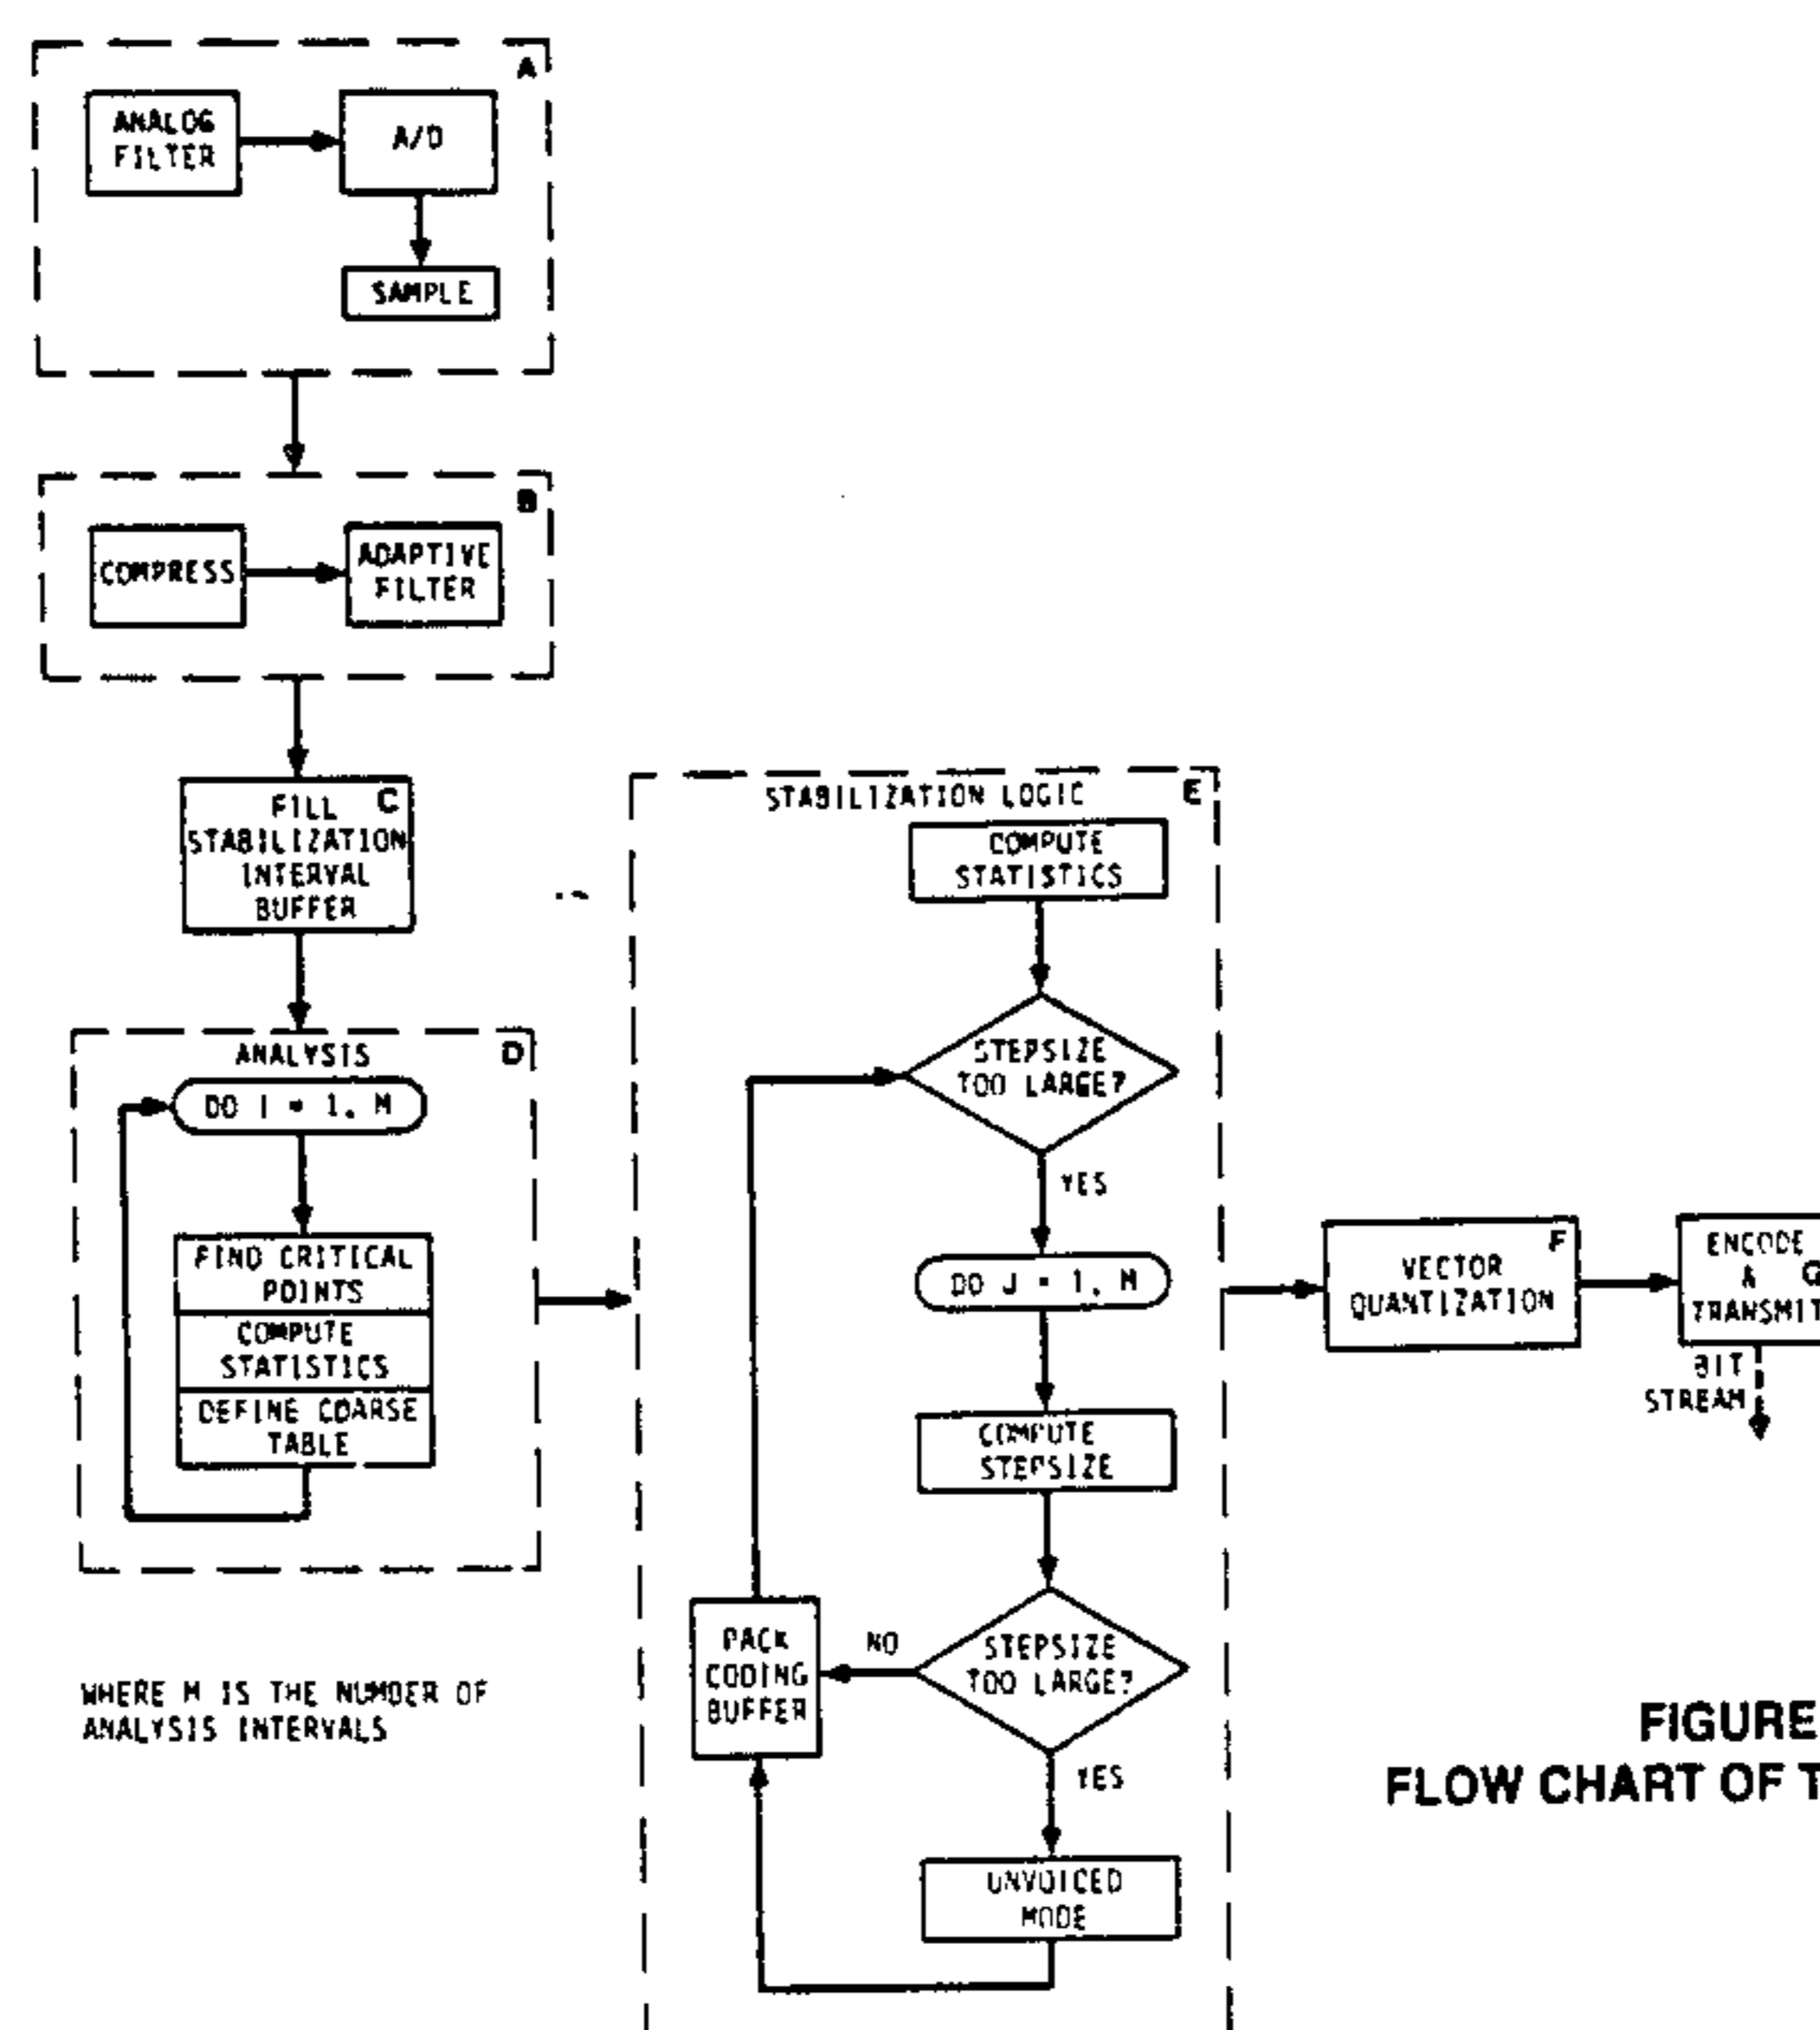 A
ANALOG
FILTER
A/D
SAMPLE
B
COMPRESS
ADAPTIVE
FILTER
C
FILL
STABILIZATION
INTERVAL
BUFFER
ANALYSIS
D
DO I = 1, M
FIND CRITICAL
POINTS
COMPUTE
STATISTICS
DEFINE COARSE
TABLE
WHERE M IS THE NUMBER OF
ANALYSIS INTERVALS
STABILIZATION LOGIC
E
COMPUTE
STATISTICS
STEPSIZE
TOO LARGE?
YES
DO J = 1, M
COMPUTE
STEPSIZE
STEPSIZE
TOO LARGE?
NO
PACK
CODING
BUFFER
YES
UNVOICED
MODE
F
VECTOR
QUANTIZATION
ENCODE
TRANSMIT
BIT
STREAM
FIGURE
FLOW CHART OF T